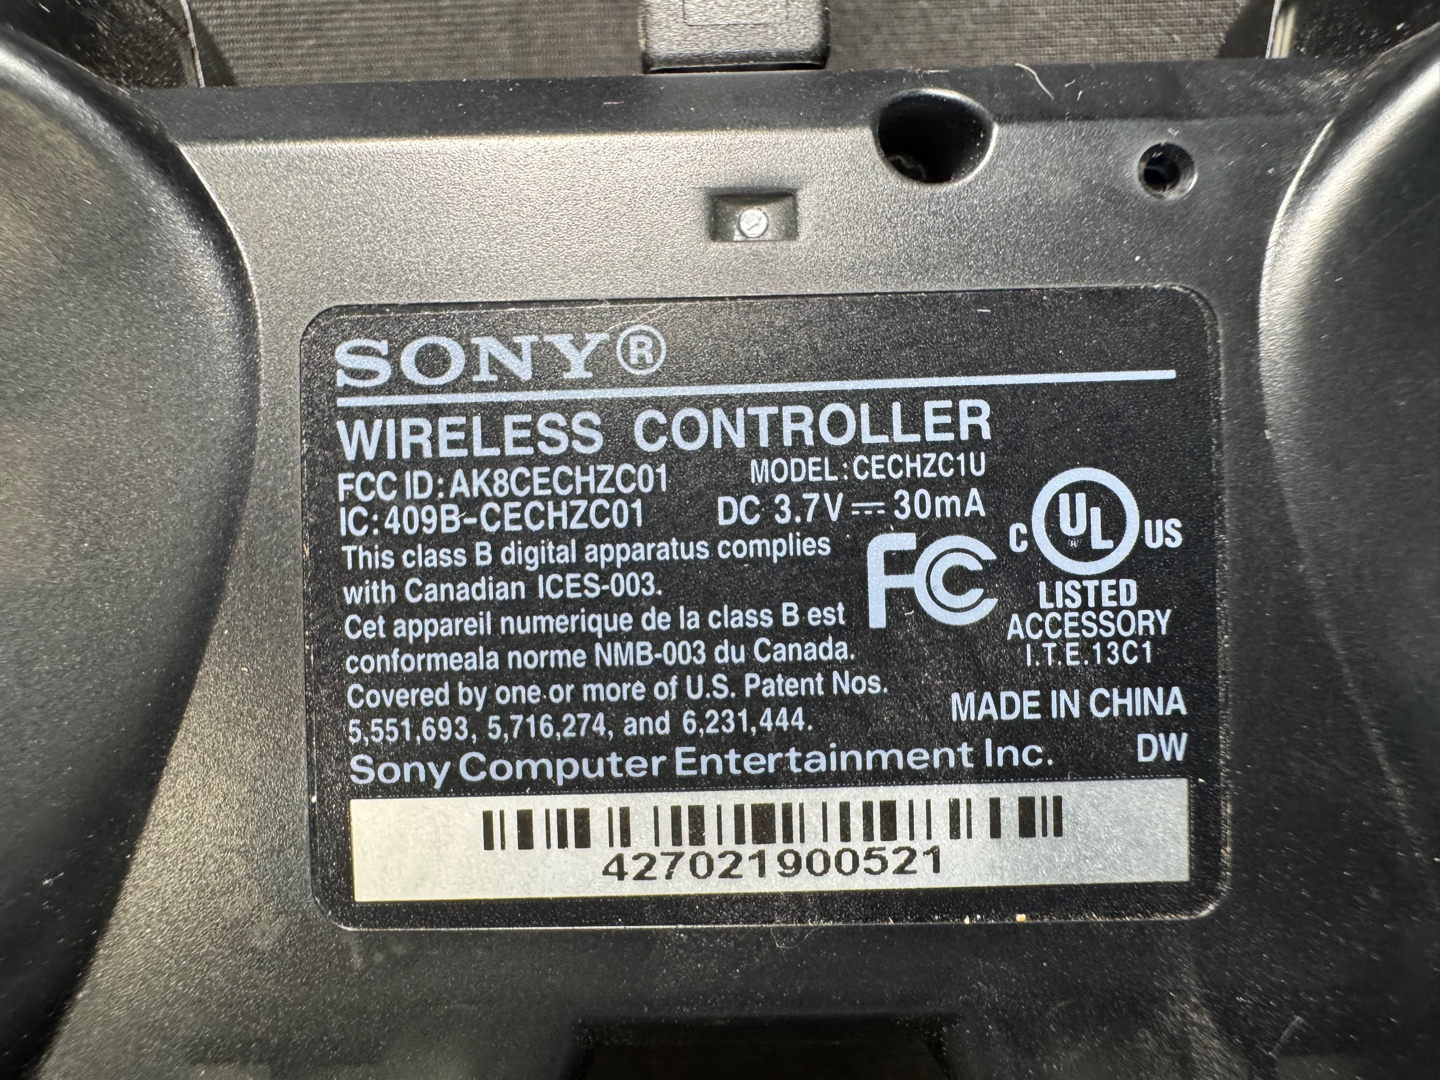 SONY®
WIRELESS CONTROLLER
FCC ID:AK8CECHZC01
MODEL:CECHZC1U
IC:409B-CECHZC01
DC 3.7V⎓30mA
This class B digital apparatus complies
with Canadian ICES-003.
Cet appareil numerique de la class B est
conformeala norme NMB-003 du Canada.
Covered by one or more of U.S. Patent Nos.
5,551,693, 5,716,274, and 6,231,444.
Sony Computer Entertainment Inc.
FC
C UL® US
LISTED
ACCESSORY
I.T.E.13C1
MADE IN CHINA
DW
427021900521